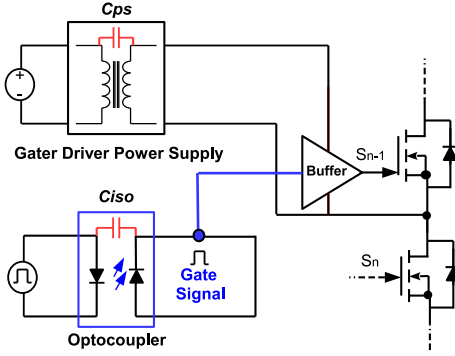 Cps
+
-
Gater Driver Power Supply
Buffer
Sn-1
Ciso
Gate
Signal
Sn
Optocoupler